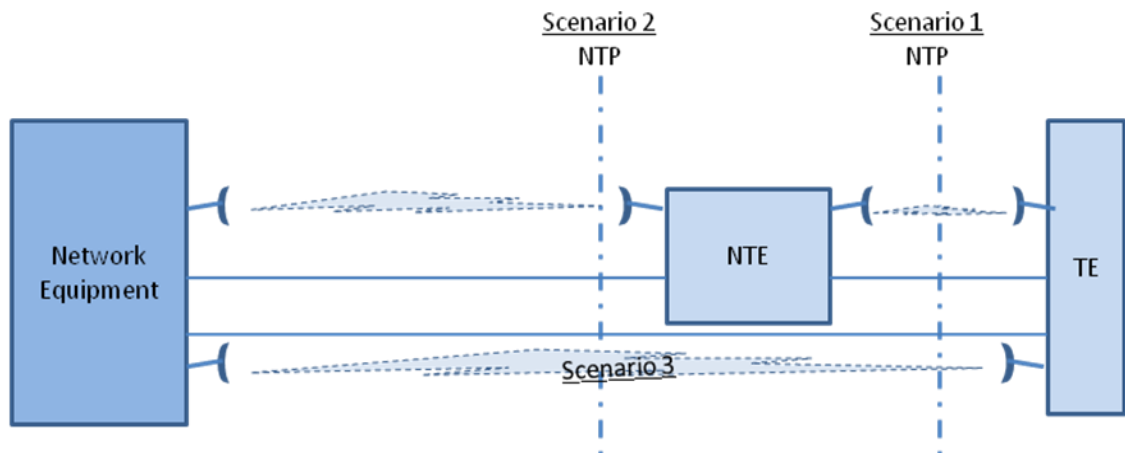 Scenario 2
NTP
Scenario 1
NTP
Network
Equipment
NTE
TE
Scenario 3